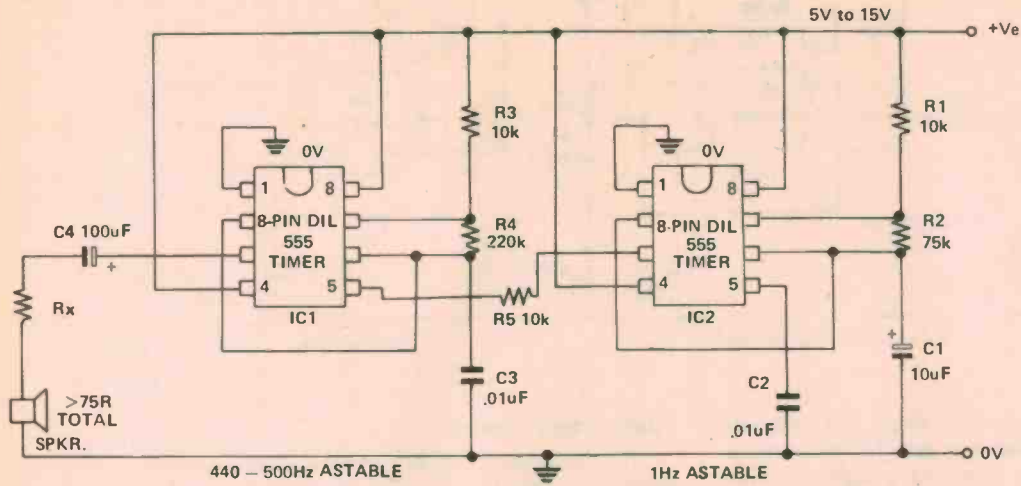 5V to 15V
+Ve
R3
10k
R1
10k
0V
0V
1
8
1
8
8-PIN DIL
555
TIMER
8-PIN DIL
555
TIMER
C4 100uF
+
R4
220k
R2
75k
4
5
4
5
IC1
R5 10k
IC2
Rx
+
C1
10uF
C3
.01uF
C2
.01uF
>75R
TOTAL
SPKR.
0V
440 – 500Hz ASTABLE
1Hz ASTABLE